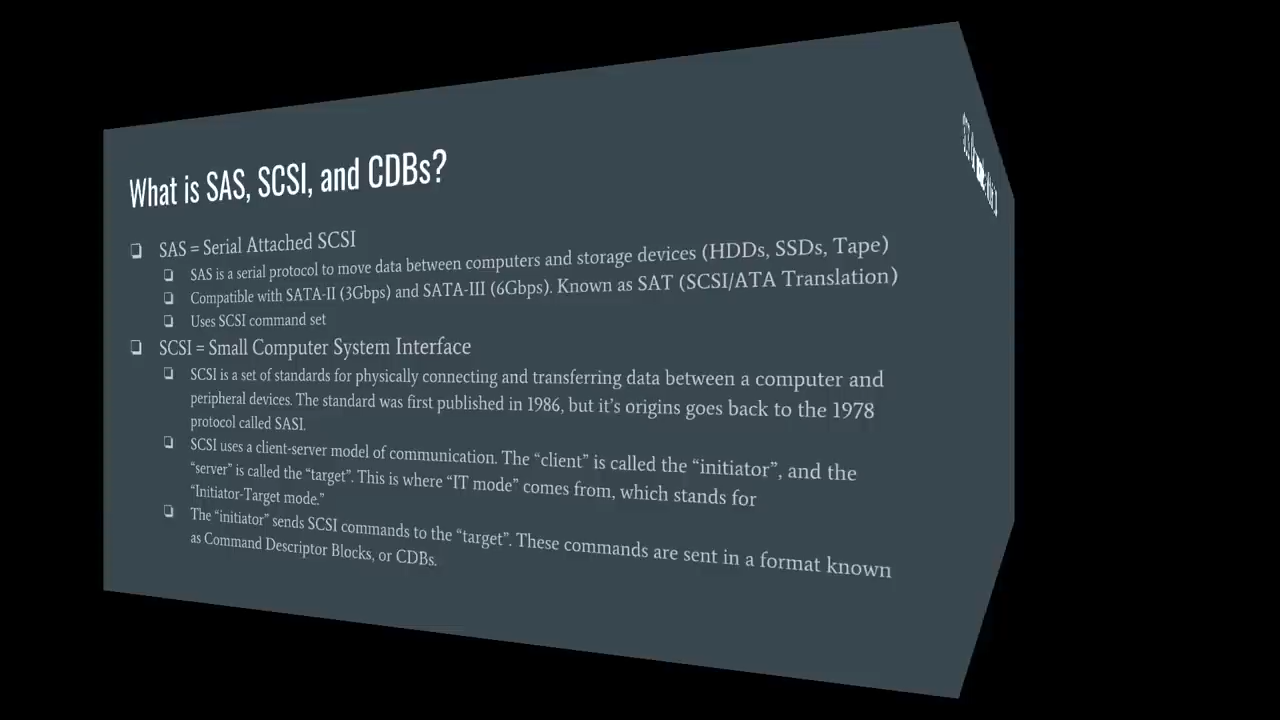 What is SAS, SCSI, and CDBs?
❏ SAS = Serial Attached SCSI
❏ SAS is a serial protocol to move data between computers and storage devices (HDDs, SSDs, Tape)
❏ Compatible with SATA-II (3Gbps) and SATA-III (6Gbps). Known as SAT (SCSI/ATA Translation)
❏ Uses SCSI command set
❏ SCSI = Small Computer System Interface
❏ SCSI is a set of standards for physically connecting and transferring data between a computer and
peripheral devices. The standard was first published in 1986, but it’s origins goes back to the 1978
protocol called SASI.
❏ SCSI uses a client-server model of communication. The “client” is called the “initiator”, and the
“server” is called the “target”. This is where “IT mode” comes from, which stands for
“Initiator-Target mode.”
❏ The “initiator” sends SCSI commands to the “target”. These commands are sent in a format known
as Command Descriptor Blocks, or CDBs.